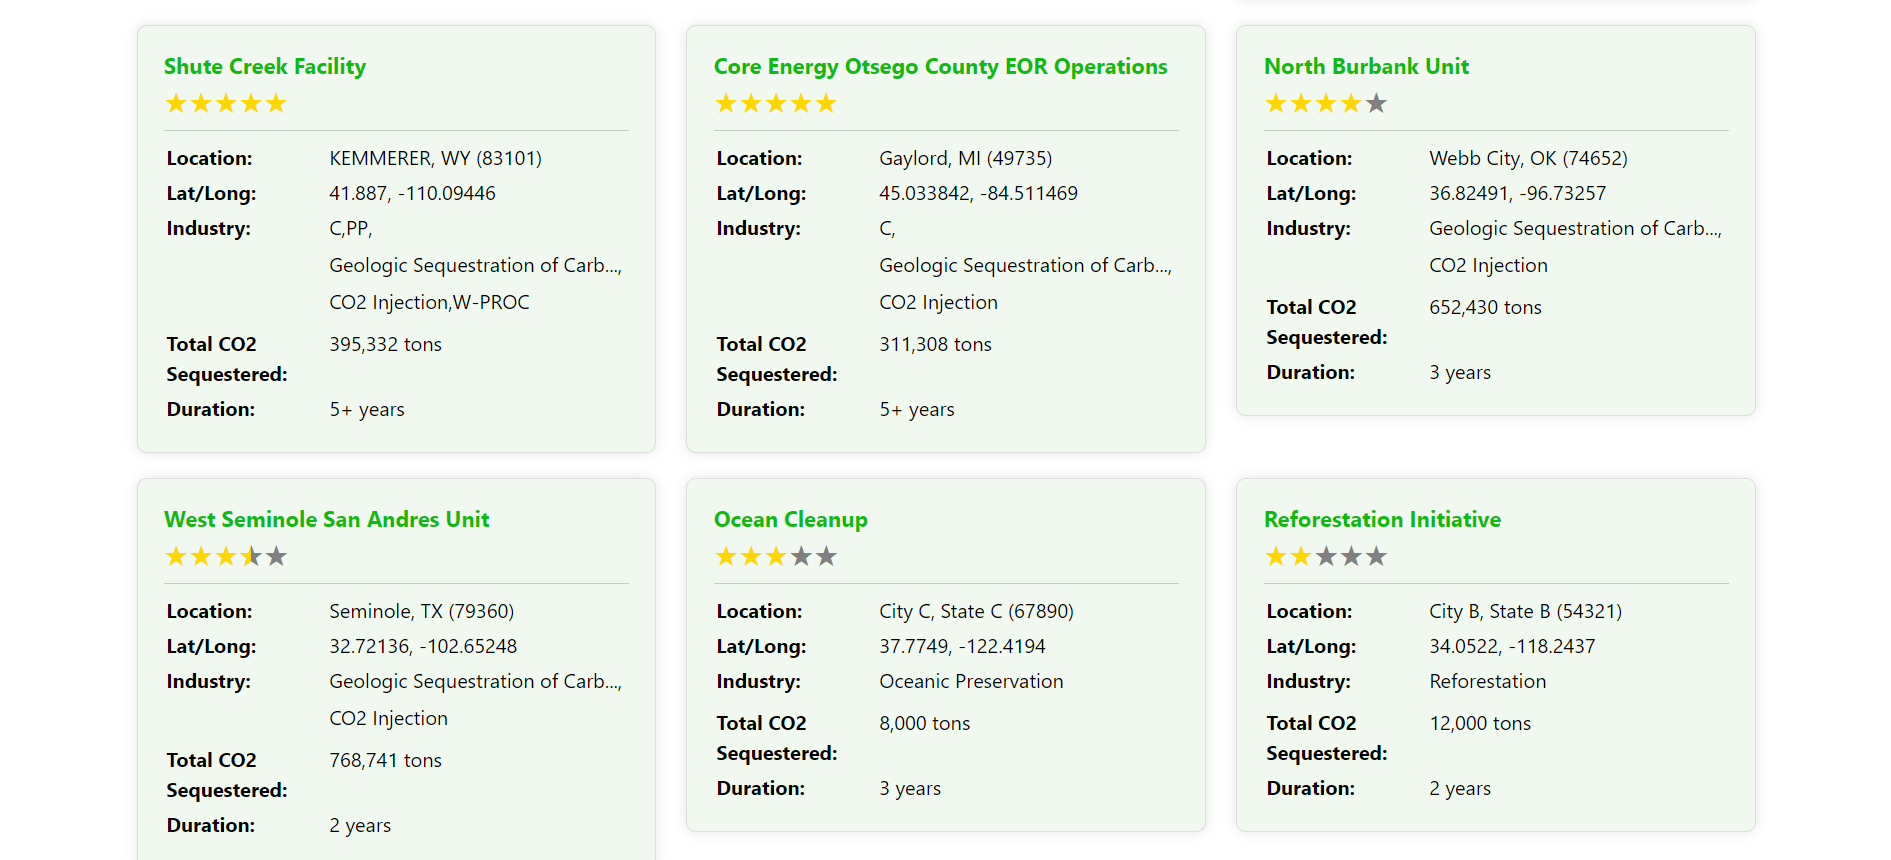 Shute Creek Facility
Location: KEMMERER, WY (83101)
Lat/Long: 41.887, -110.09446
Industry: C,PP,
Geologic Sequestration of Carb...,
CO2 Injection,W-PROC
Total CO2 395,332 tons
Sequestered:
Duration: 5+ years
Core Energy Otsego County EOR Operations
Location: Gaylord, MI (49735)
Lat/Long: 45.033842, -84.511469
Industry: C,
Geologic Sequestration of Carb...,
CO2 Injection
Total CO2 311,308 tons
Sequestered:
Duration: 5+ years
North Burbank Unit
Location: Webb City, OK (74652)
Lat/Long: 36.82491, -96.73257
Industry: Geologic Sequestration of Carb...,
CO2 Injection
Total CO2 652,430 tons
Sequestered:
Duration: 3 years
West Seminole San Andres Unit
Location: Seminole, TX (79360)
Lat/Long: 32.72136, -102.65248
Industry: Geologic Sequestration of Carb...,
CO2 Injection
Total CO2 768,741 tons
Sequestered:
Duration: 2 years
Ocean Cleanup
Location: City C, State C (67890)
Lat/Long: 37.7749, -122.4194
Industry: Oceanic Preservation
Total CO2 8,000 tons
Sequestered:
Duration: 3 years
Reforestation Initiative
Location: City B, State B (54321)
Lat/Long: 34.0522, -118.2437
Industry: Reforestation
Total CO2 12,000 tons
Sequestered:
Duration: 2 years